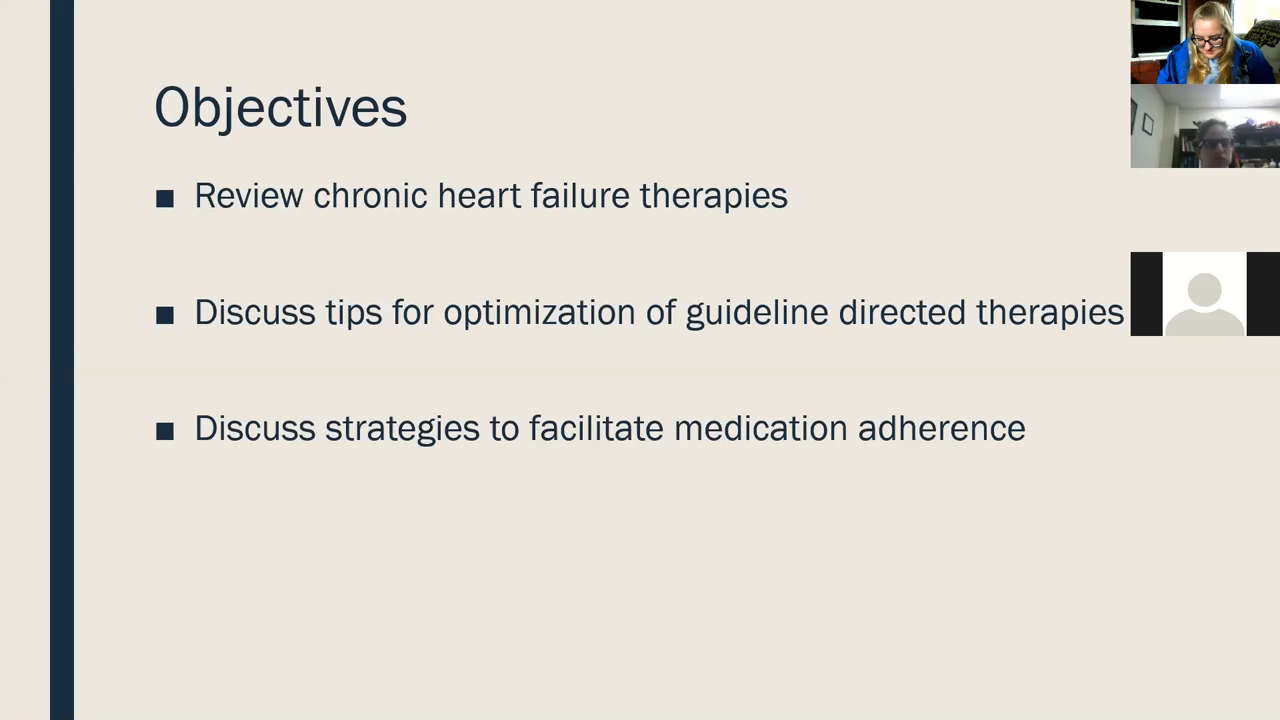 Objectives
■ Review chronic heart failure therapies
■ Discuss tips for optimization of guideline directed therapies
■ Discuss strategies to facilitate medication adherence